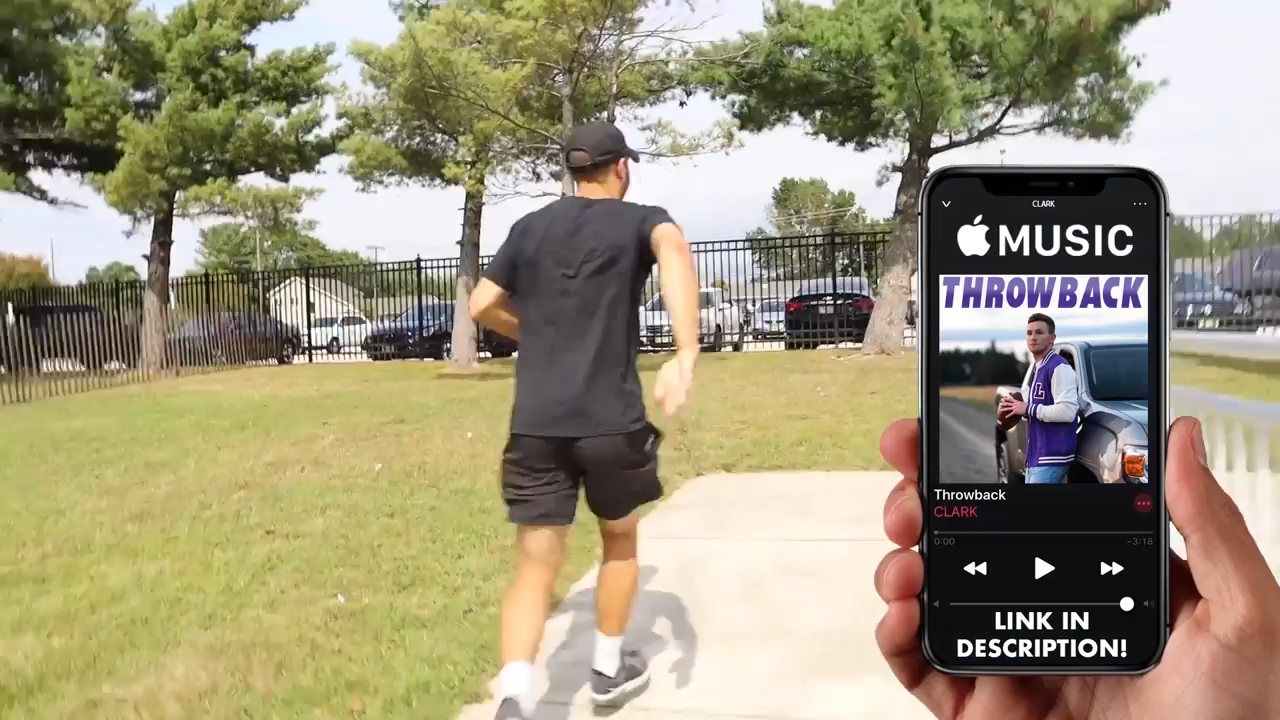 CLARK
MUSIC
THROWBACK
L
Throwback
CLARK
0:00
-3:18
LINK IN
DESCRIPTION!